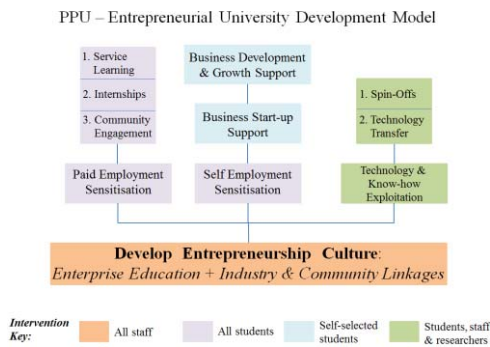 PPU – Entrepreneurial University Development Model
1. Service
Learning
2. Internships
3. Community
Engagement
Business Development
& Growth Support
Business Start-up
Support
1. Spin-Offs
2. Technology
Transfer
Paid Employment
Sensitisation
Self Employment
Sensitisation
Technology &
Know-how
Exploitation
Develop Entrepreneurship Culture:
Enterprise Education + Industry & Community Linkages
Intervention
Key:
All staff
All students
Self-selected
students
Students, staff
& researchers